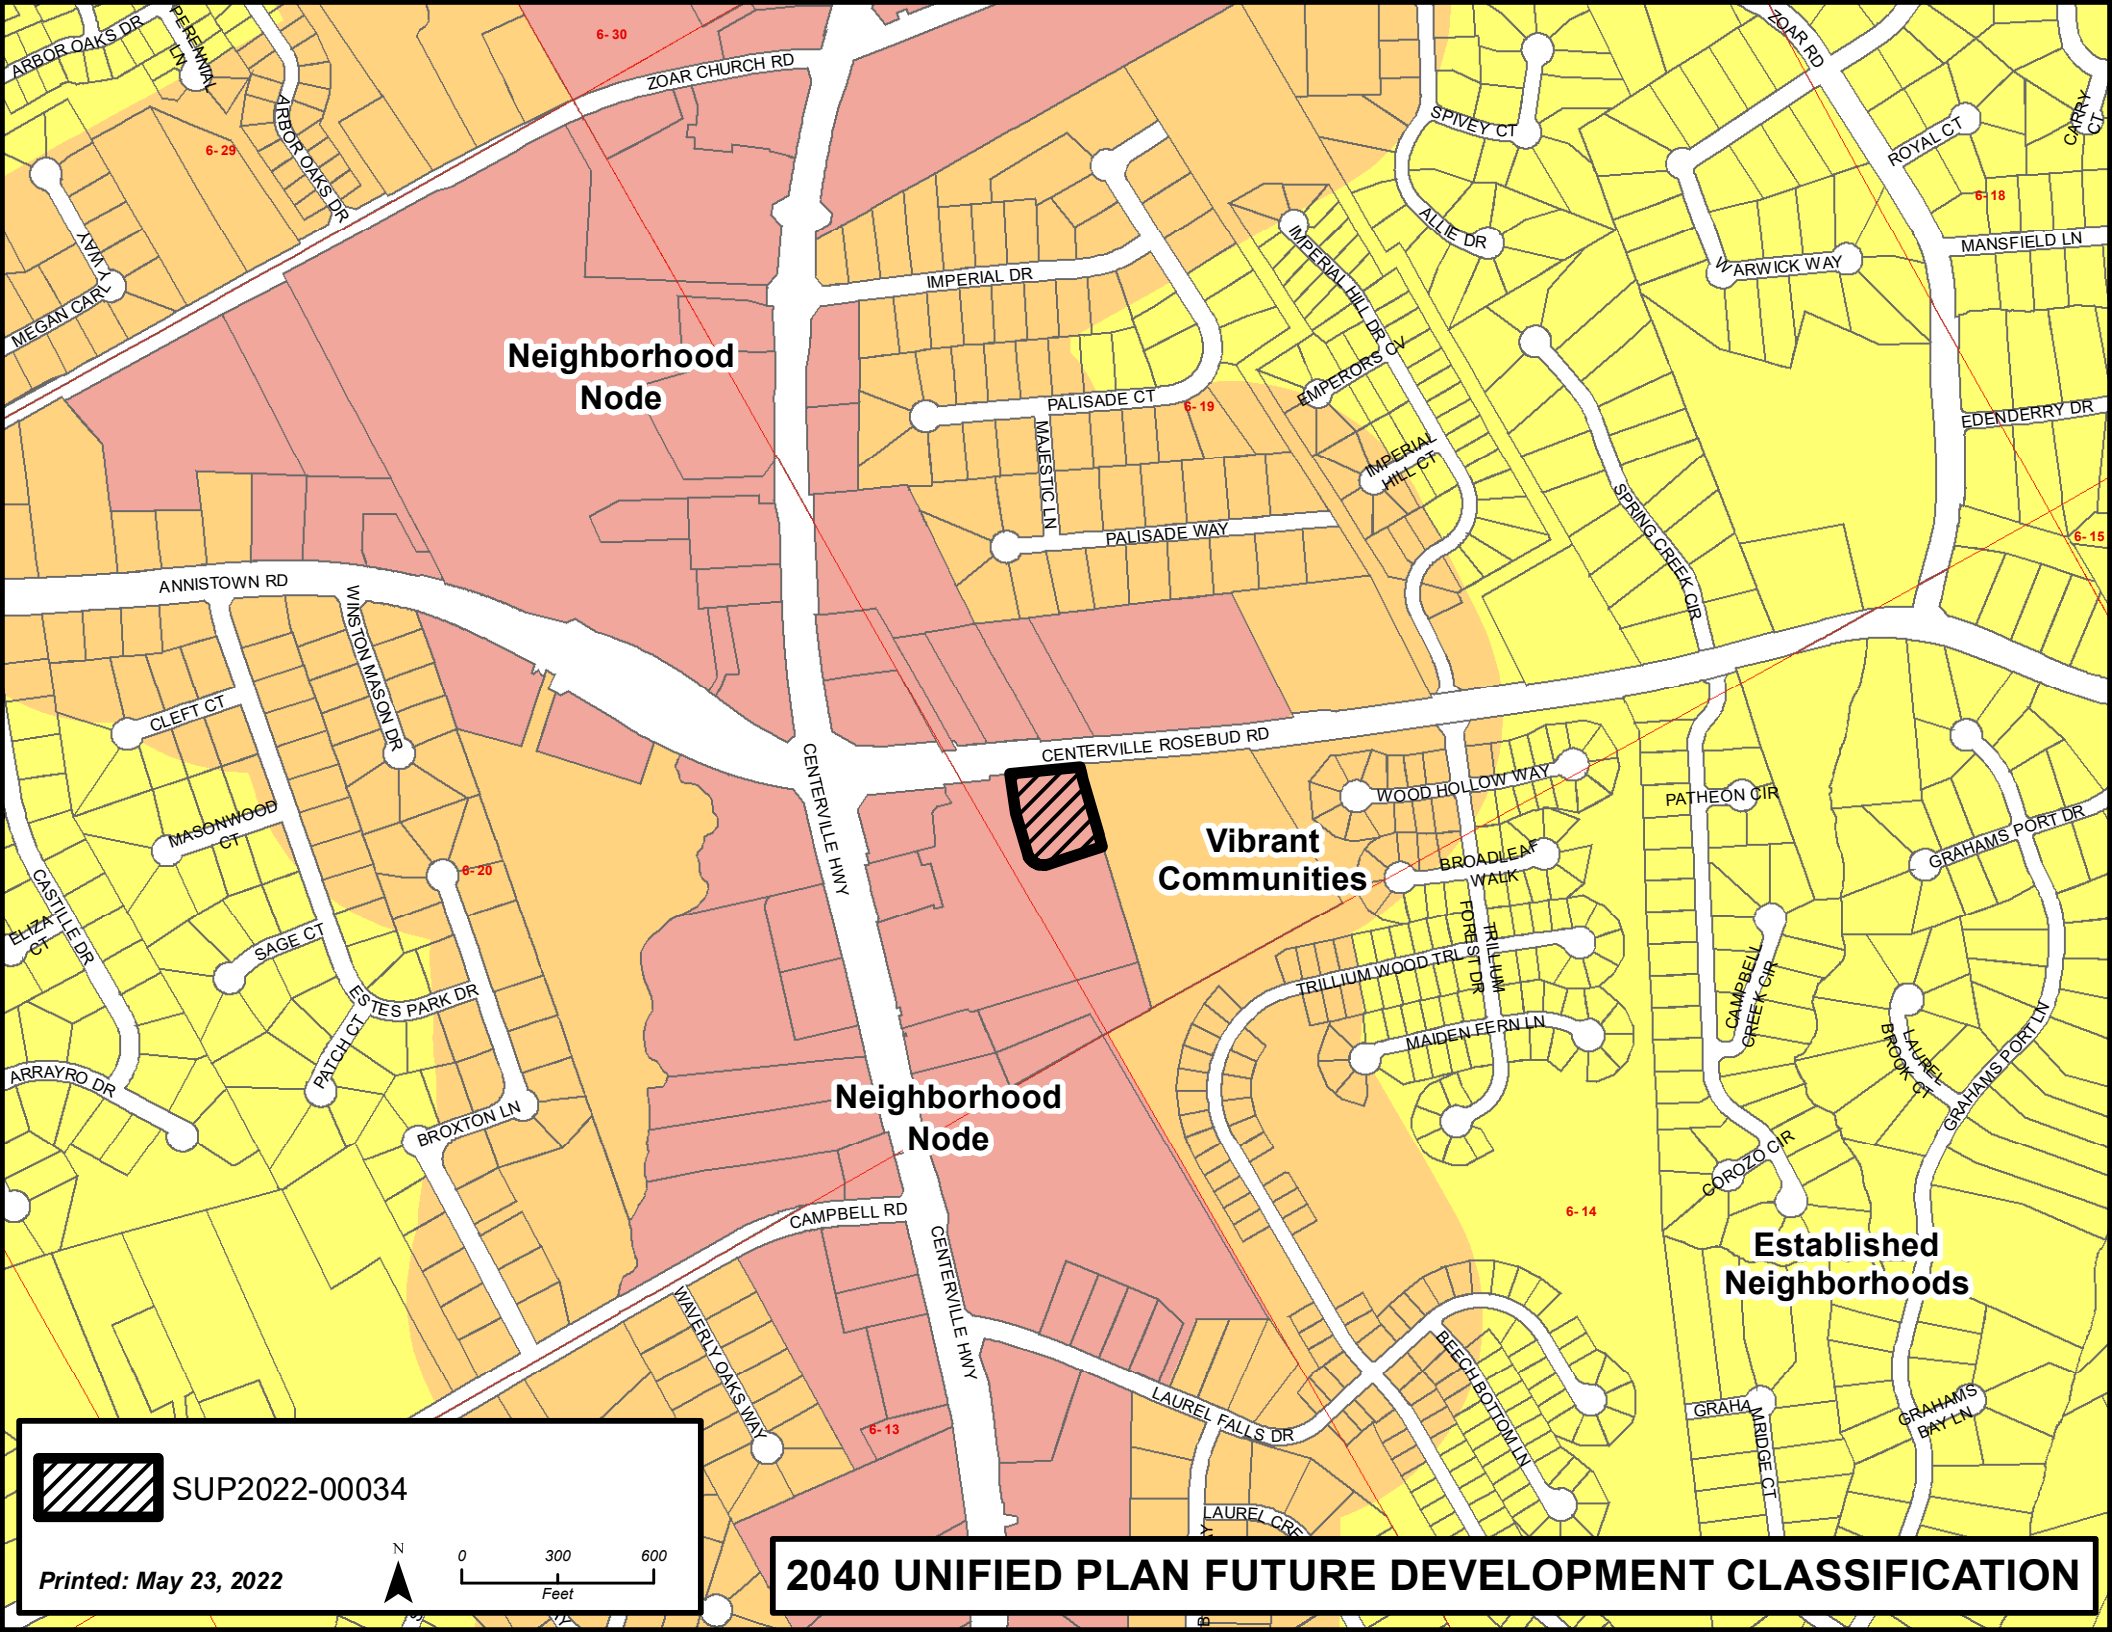 6-30
ZOAR CHURCH RD
ZOAR RD
ARBOR OAKS DR
PERENNIAL
LN
6-29
ARBOR OAKS DR
SPIVEY CT
ROYAL CT
CARRY
CT
6-18
ALLIE DR
MANSFIELD LN
WARWICK WAY
MEGAN CARLY WAY
IMPERIAL DR
IMPERIAL HILL DR
Neighborhood
Node
EMPERORS CV
PALISADE CT
6-19
EDENDERRY DR
MAJESTIC LN
IMPERIAL
HILL CT
PALISADE WAY
SPRING CREEK CIR
6-15
ANNISTOWN RD
WINSTON MASON DR
CLEFT CT
CENTERVILLE ROSEBUD RD
CENTERVILLE HWY
WOOD HOLLOW WAY
PATHEON CIR
MASONWOOD
CT
GRAHAMS PORT DR
Vibrant
Communities
BROADLEAF
WALK
6-20
CASTILLE DR
ELIZA
CT
SAGE CT
TRILLIUM
FOREST DR
TRILLIUM WOOD TRL
CAMPBELL
CREEK CIR
ESTES PARK DR
PATCH CT
MAIDEN FERN LN
LAUREL
BROOK CT
GRAHAMS PORT LN
ARRAYRO DR
Neighborhood
Node
BROXTON LN
COROZO CIR
CAMPBELL RD
6-14
Established
Neighborhoods
CENTERVILLE HWY
WAVERLY OAKS WAY
BEECH BOTTOM LN
LAUREL FALLS DR
GRAHAM RIDGE CT
GRAHAMS
BAY LN
6-13
LAUREL CRE
SUP2022-00034
N
0 300 600
Feet
Printed: May 23, 2022
2040 UNIFIED PLAN FUTURE DEVELOPMENT CLASSIFICATION